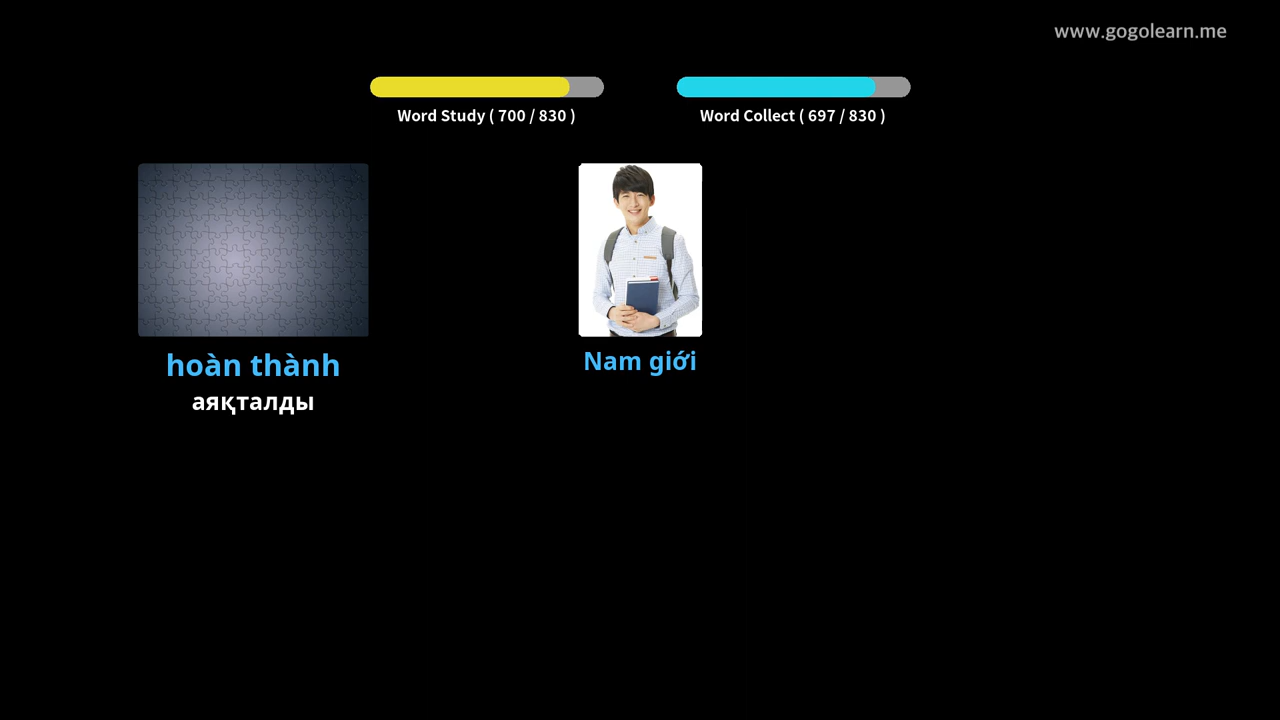 www.gogolearn.me
Word Study ( 700 / 830 )
Word Collect ( 697 / 830 )
hoàn thành
аяқталды
Nam giới